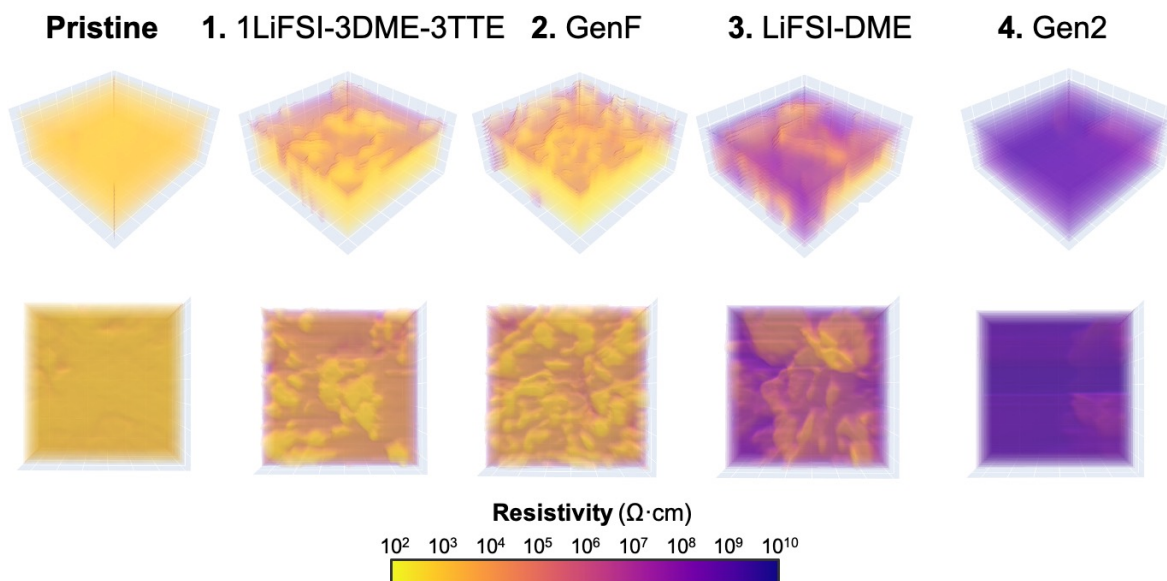 Pristine 1. 1LiFSI-3DME-3TTE 2. GenF 3. LiFSI-DME 4. Gen2
Resistivity (Ω·cm)
10² 10³ 10⁴ 10⁵ 10⁶ 10⁷ 10⁸ 10⁹ 10¹⁰